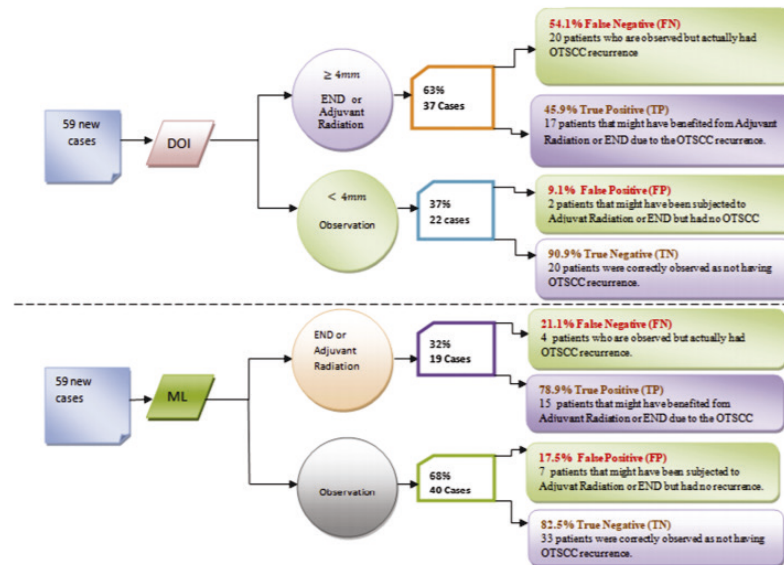 59 new
cases
DOI
≥ 4mm
END or
Adjuvant
Radiation
63%
37 Cases
54.1% False Negative (FN)
20 patients who are observed but actually had
OTSCC recurrence
45.9% True Positive (TP)
17 patients that might have benefited fom Adjuvant
Radiation or END due to the OTSCC recurrence.
< 4mm
Observation
37%
22 cases
9.1% False Positive (FP)
2 patients that might have been subjected to
Adjuvat Radiation or END but had no OTSCC
90.9% True Negative (TN)
20 patients were correctly observed as not having
OTSCC recurrence.
59 new
cases
ML
END or
Adjuvant
Radiation
32%
19 Cases
21.1% False Negative (FN)
4 patients who are observed but actually had
OTSCC recurrence.
78.9% True Positive (TP)
15 patients that might have benefited fom
Adjuvant Radiation or END due to the OTSCC
Observation
68%
40 Cases
17.5% False Positive (FP)
7 patients that might have been subjected to
Adjuvat Radiation or END but had no recurrence.
82.5% True Negative (TN)
33 patients were correctly observed as not having
OTSCC recurrence.